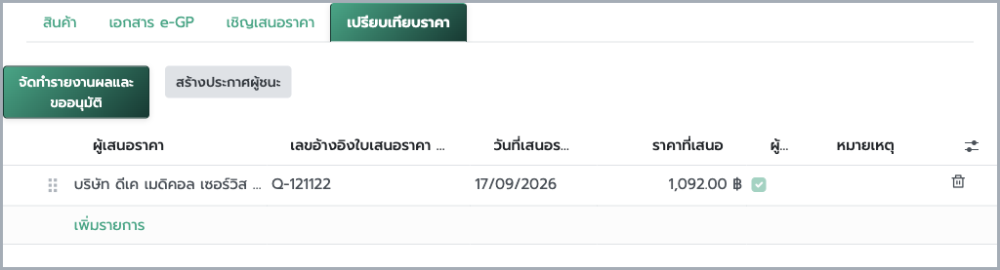 สินค้า เอกสาร e-GP เชิญเสนอราคา เปรียบเทียบราคา
จัดทำรายงานผลและ
ขออนุมัติ
สร้างประกาศผู้ชนะ
ผู้เสนอราคา เลขอ้างอิงใบเสนอราคา ... วันที่เสนอร... ราคาที่เสนอ ผู้... หมายเหตุ
บริษัท ดีเค เมดิคอล เซอร์วิส ... Q-121122 17/09/2026 1,092.00 ฿
เพิ่มรายการ